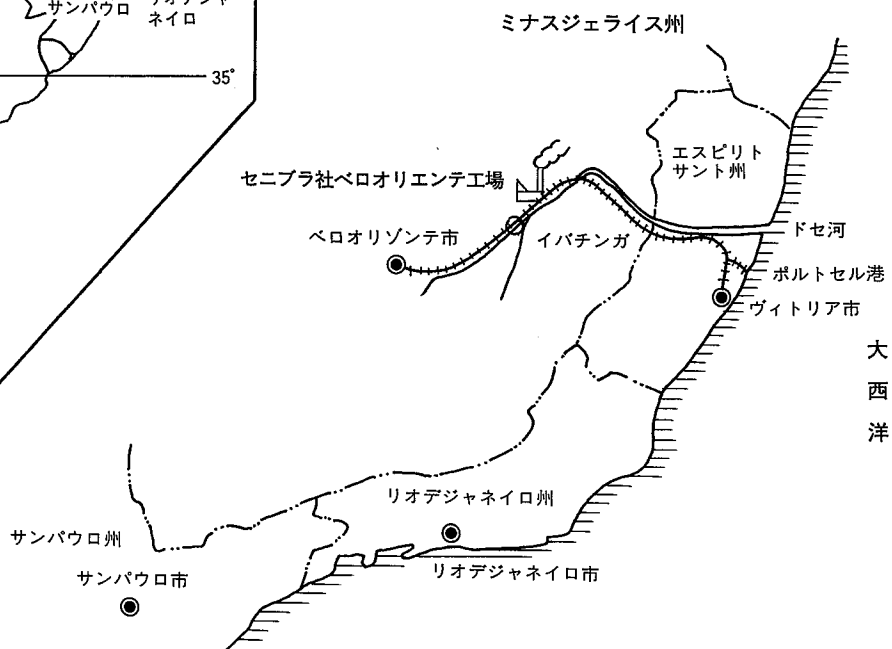 サンパウロ
ネイロ
35°
ミナスジェライス州
エスピリト
サント州
セニブラ社ベロオリエンテ工場
ベロオリゾンテ市
イパチンガ
ドセ河
ポルトセル港
ヴィトリア市
大
西
洋
リオデジャネイロ州
サンパウロ州
サンパウロ市
リオデジャネイロ市